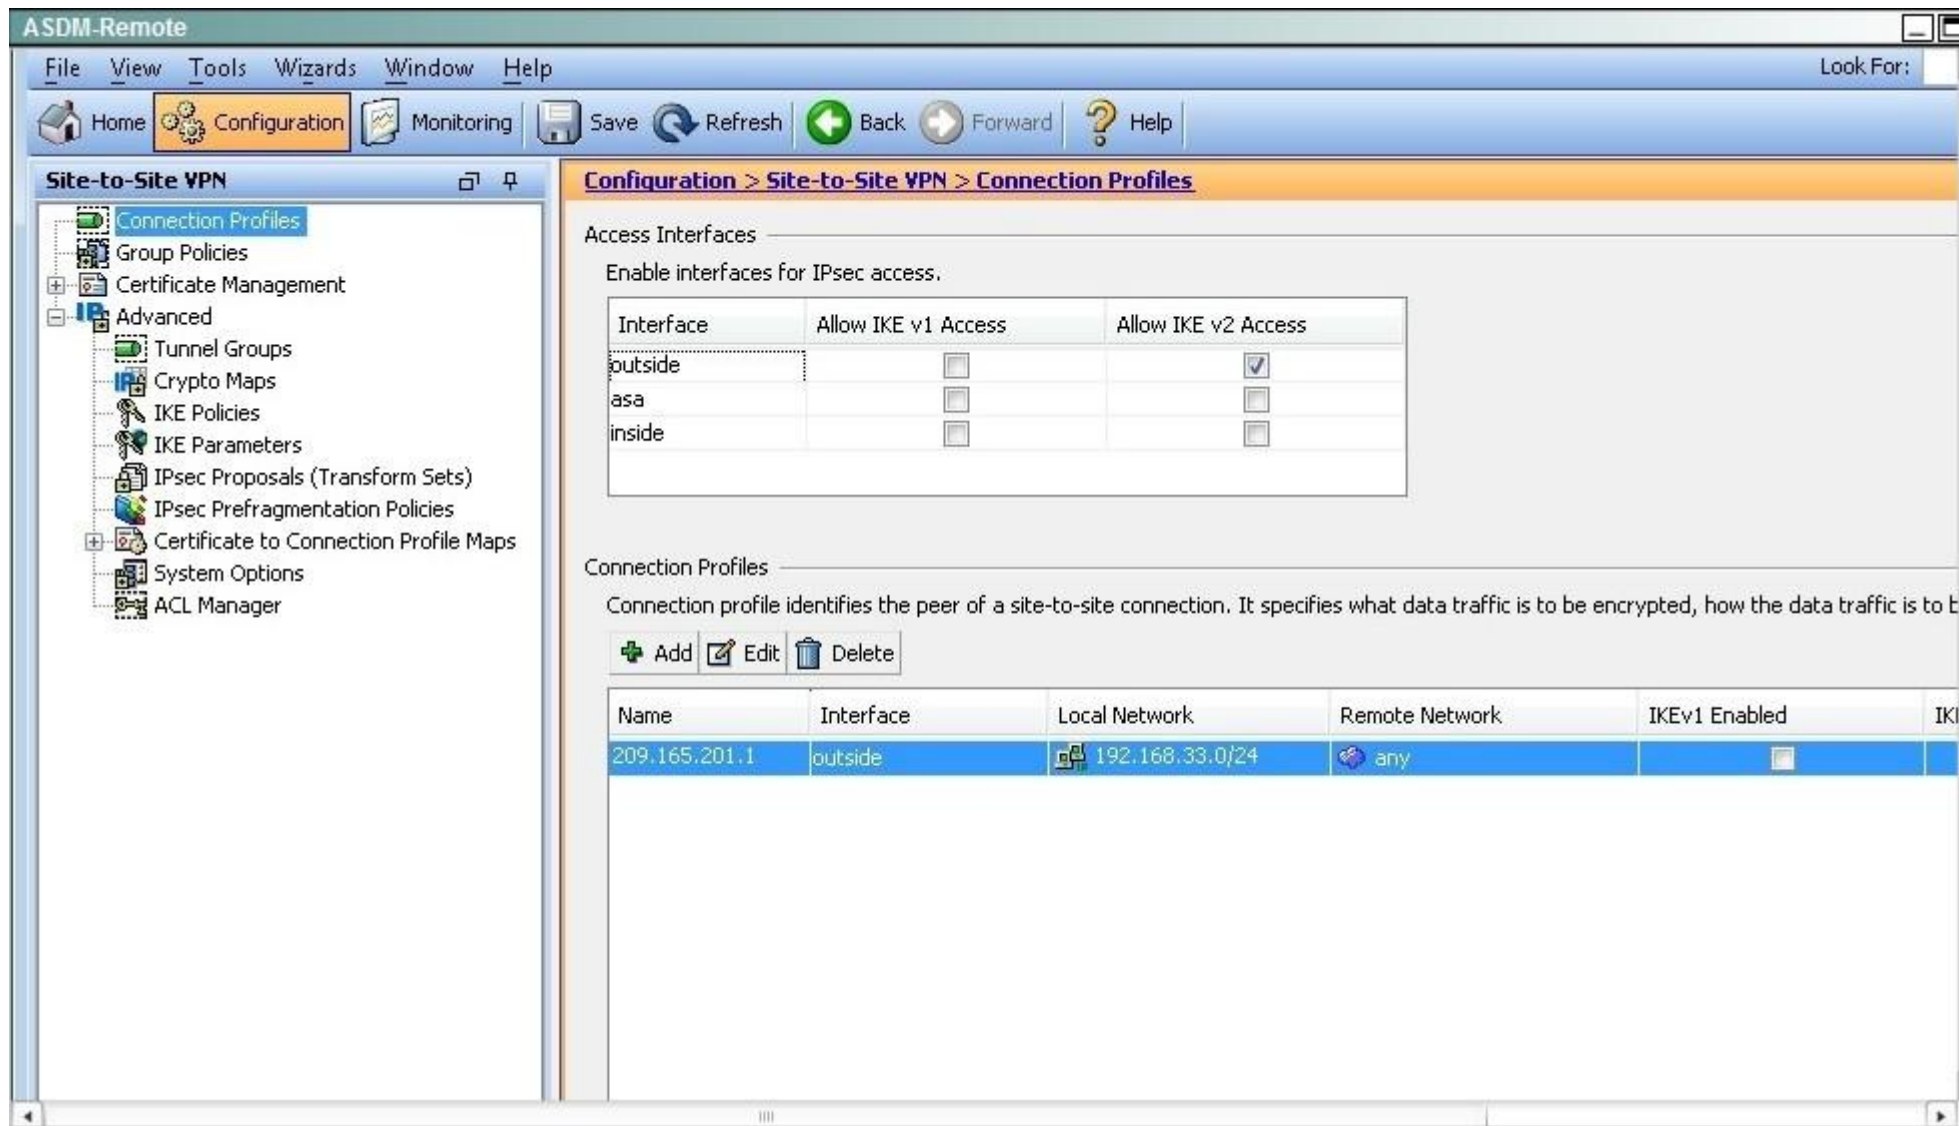 ASDM-Remote
File View Tools Wizards Window Help Look For:
Home Configuration Monitoring Save Refresh Back Forward Help
Site-to-Site VPN
Connection Profiles
Group Policies
Certificate Management
Advanced
Tunnel Groups
Crypto Maps
IKE Policies
IKE Parameters
IPsec Proposals (Transform Sets)
IPsec Prefragmentation Policies
Certificate to Connection Profile Maps
System Options
ACL Manager
Configuration > Site-to-Site VPN > Connection Profiles
Access Interfaces
Enable interfaces for IPsec access.
Interface Allow IKE v1 Access Allow IKE v2 Access
outside
asa
inside
Connection Profiles
Connection profile identifies the peer of a site-to-site connection. It specifies what data traffic is to be encrypted, how the data traffic is to
Add Edit Delete
Name Interface Local Network Remote Network IKEv1 Enabled
209.165.201.1 outside 192.168.33.0/24 any